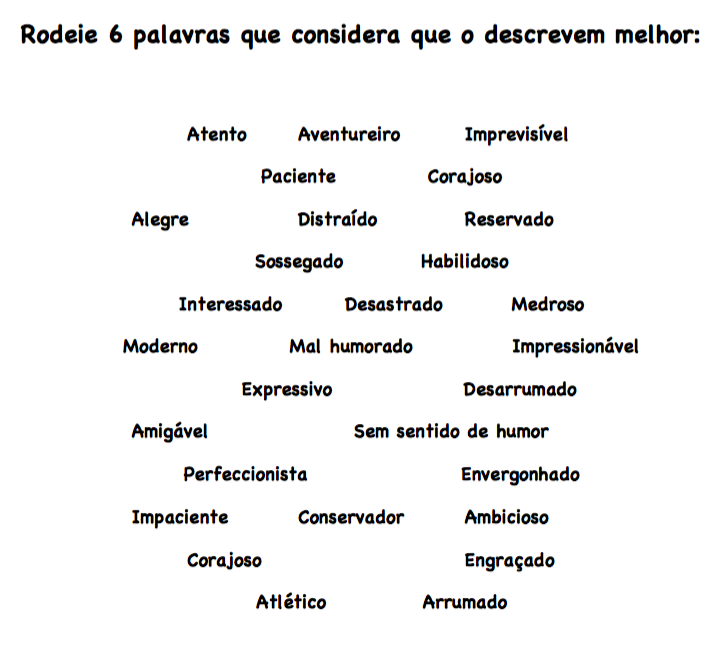 Rodeie 6 palavras que considera que o descrevem melhor:
Atento Aventureiro Imprevisível
Paciente Corajoso
Alegre Distraído Reservado
Sossegado Habilidoso
Interessado Desastrado Medroso
Moderno Mal humorado Impressionável
Expressivo Desarrumado
Amigável Sem sentido de humor
Perfeccionista Envergonhado
Impaciente Conservador Ambicioso
Corajoso Engraçado
Atlético Arrumado